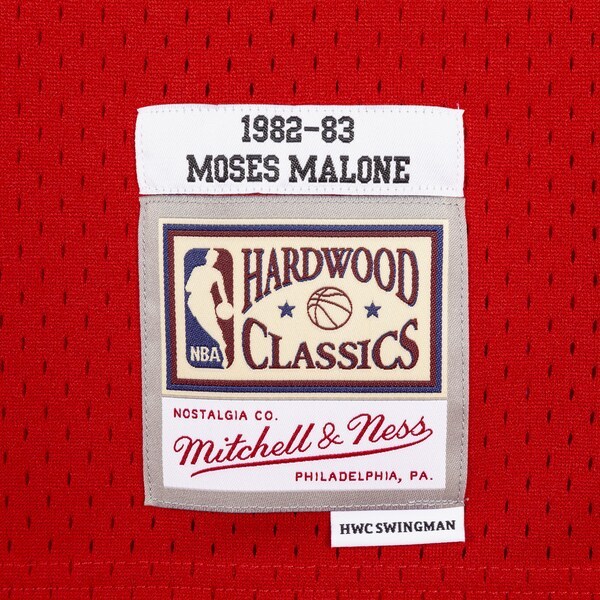 1982-83
MOSES MALONE
HARDWOOD
CLASSICS
NBA
NOSTALGIA CO.
Mitchell & Ness
PHILADELPHIA, PA.
HWC SWINGMAN